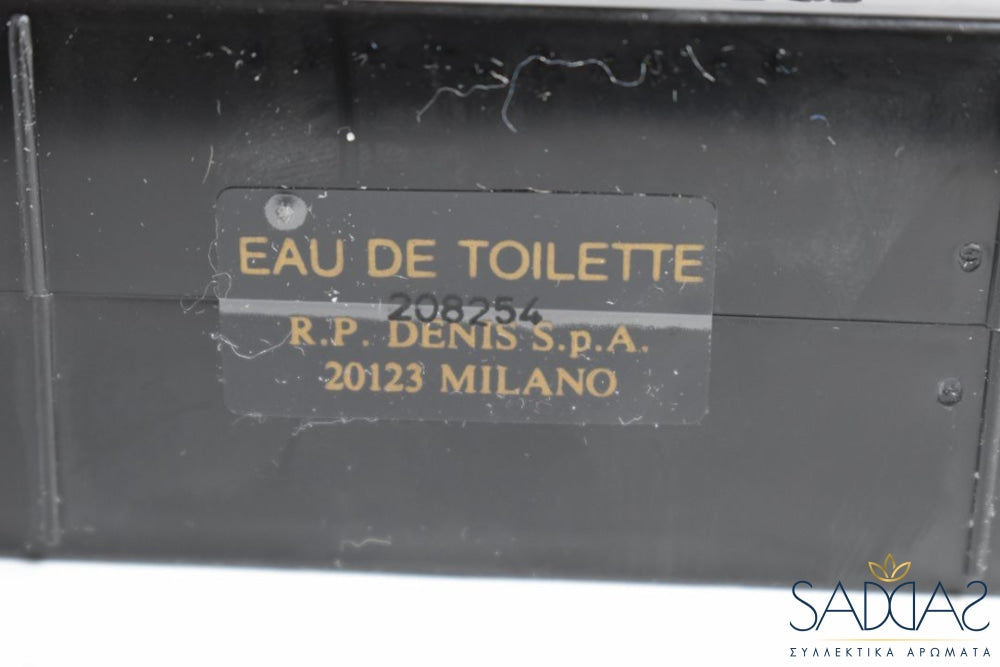 EAU DE TOILETTE
208254
R.P. DENIS S.p.A.
20123 MILANO
SADDAS
ΣΥΛΛΕΚΤΙΚΑ ΑΡΩΜΑΤΑ